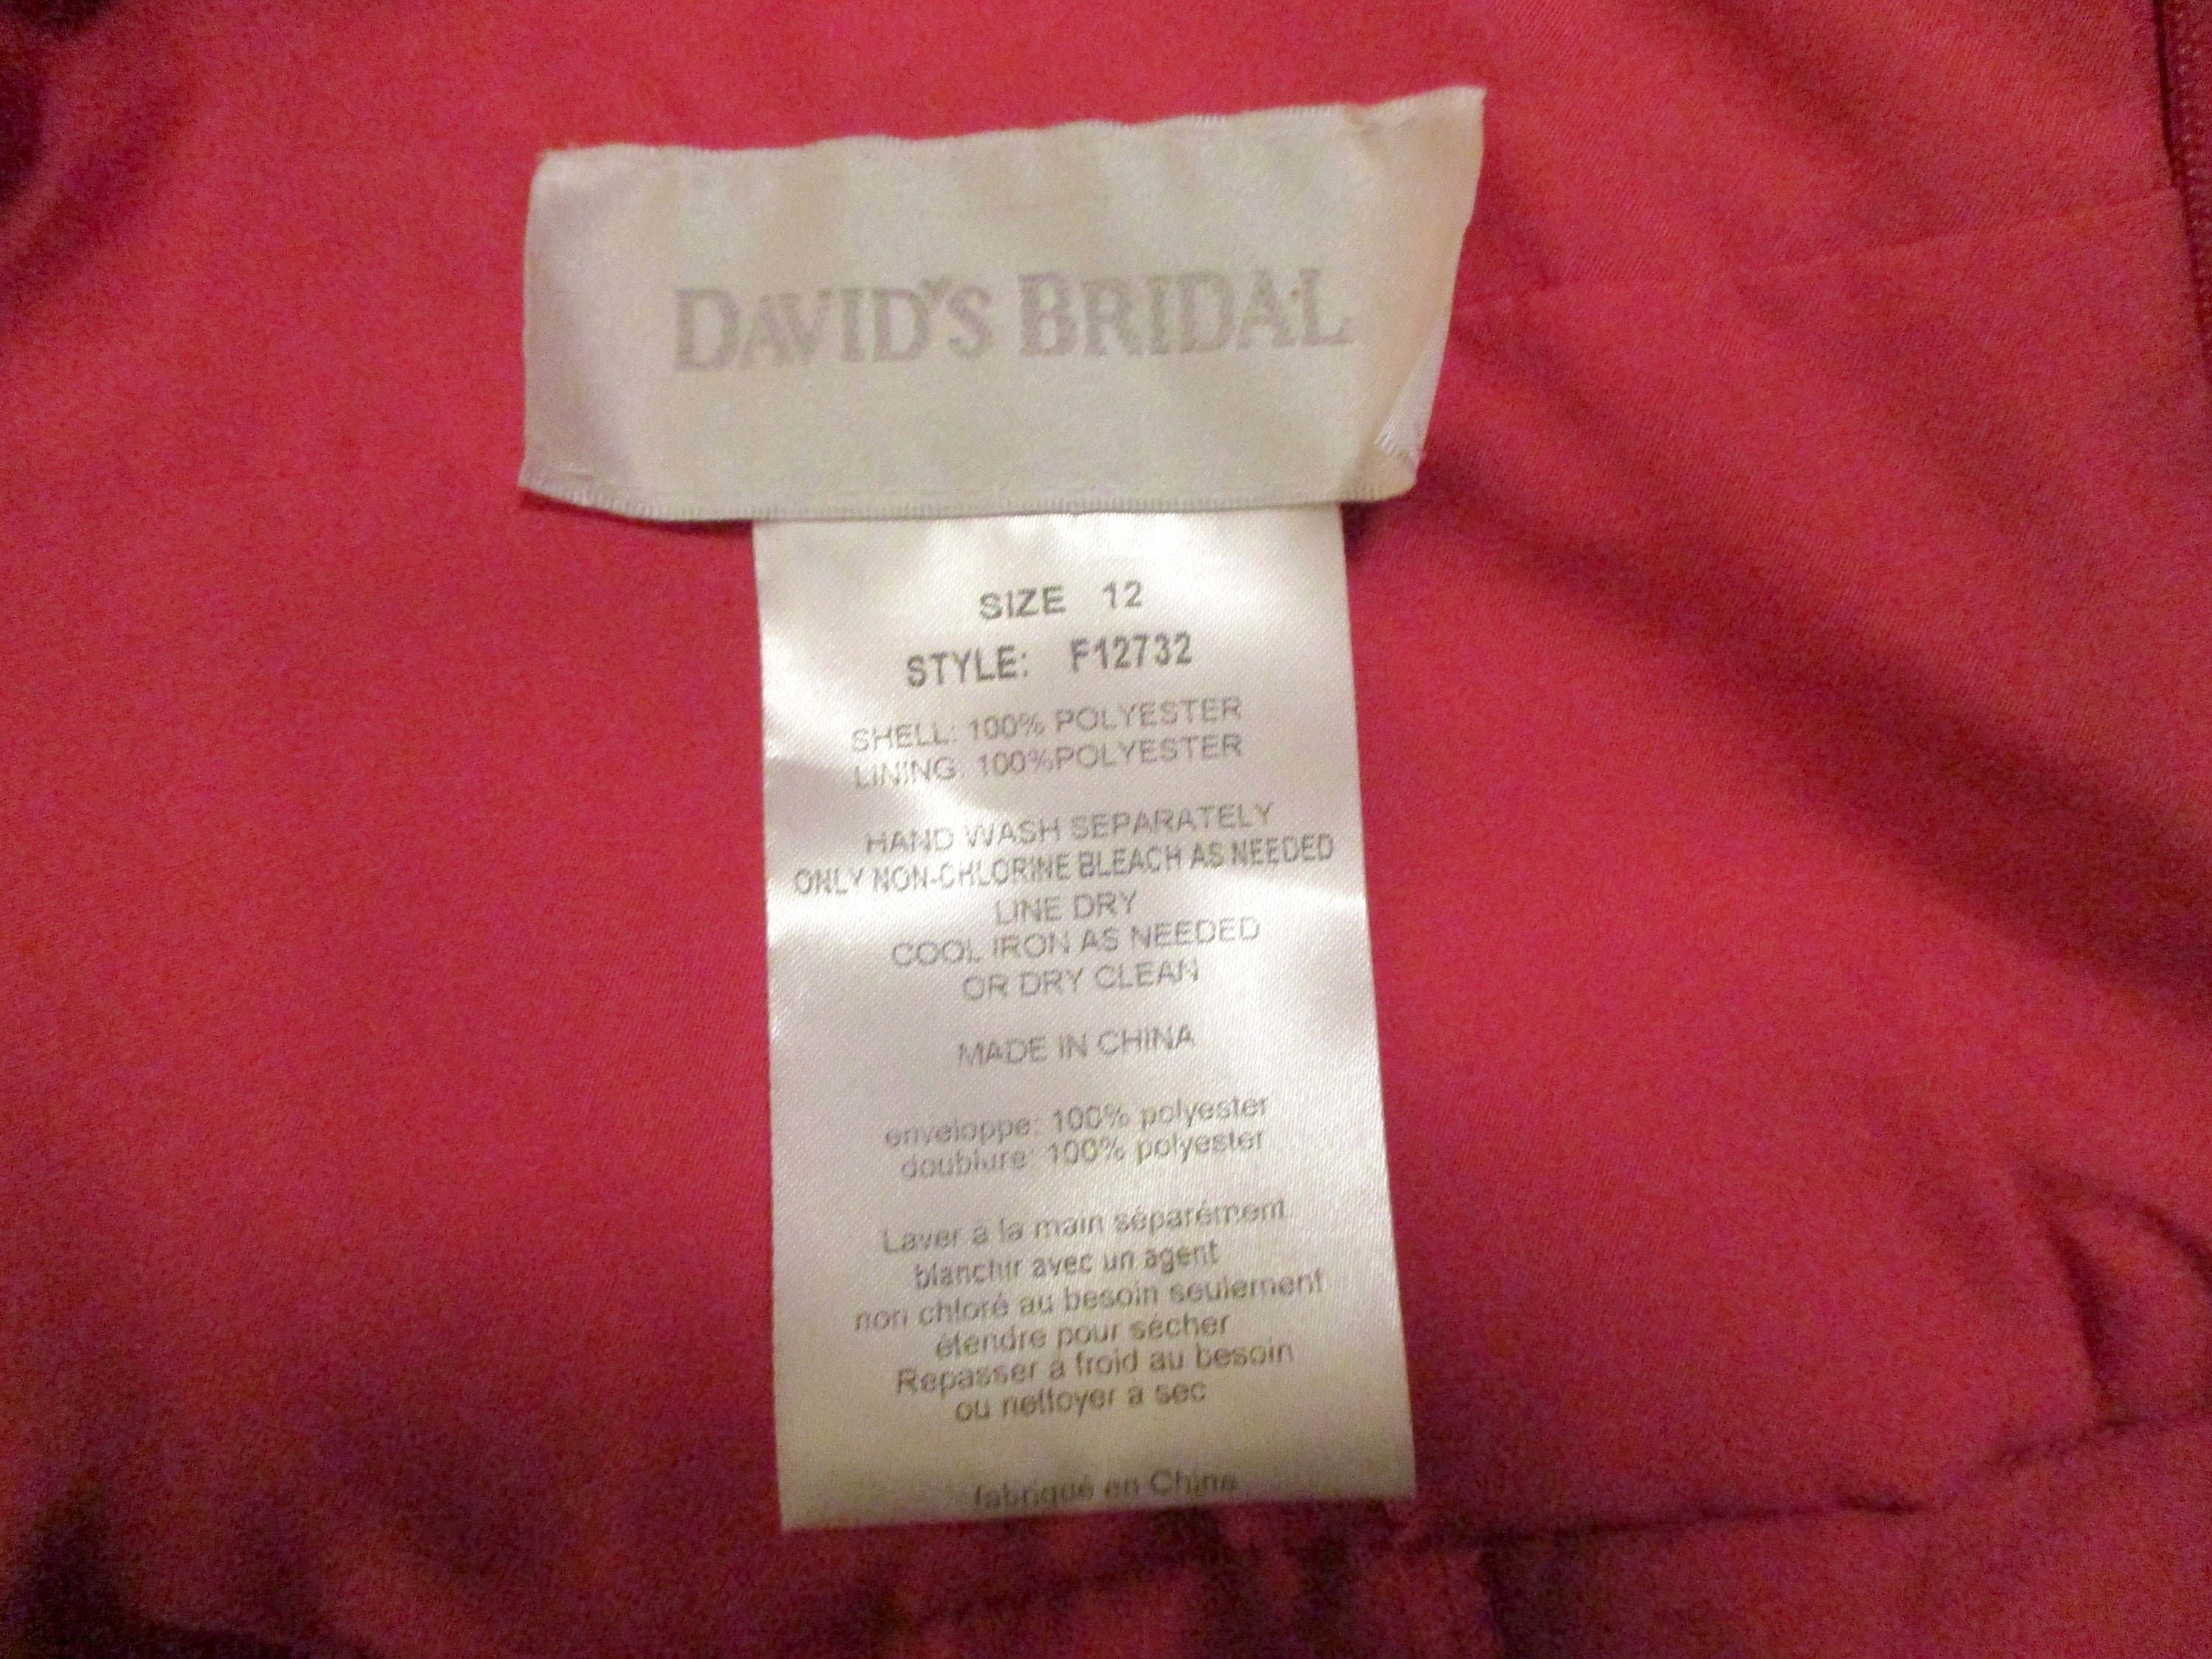 DAVID'S BRIDAL
SIZE 12
STYLE: F12732
SHELL: 100% POLYESTER
LINING: 100%POLYESTER
HAND WASH SEPARATELY
ONLY NON-CHLORINE BLEACH AS NEEDED
LINE DRY
COOL IRON AS NEEDED
OR DRY CLEAN
MADE IN CHINA
enveloppe: 100% polyester
doublure: 100% polyester
Laver à la main séparément
blanchir avec un agent
non chloré au besoin seulement
étendre pour sécher
Repasser à froid au besoin
ou nettoyer à sec
fabriqué en Chine